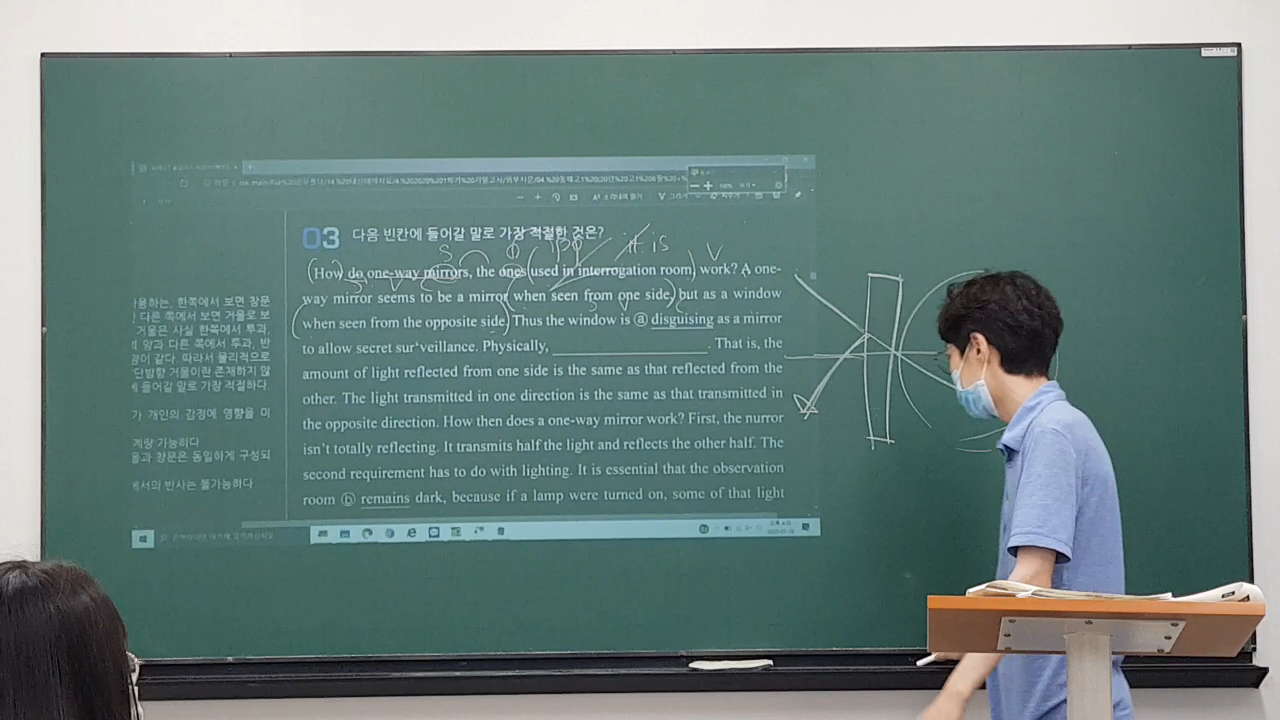 03 다음 빈칸에 들어갈 말로 가장 적절한 것은?
it is
S V
(How do one-way mirrors, the ones (used in interrogation room) work? A one-
way mirror seems to be a mirror (when seen from one side,) but as a window
(when seen from the opposite side.) Thus the window is ⓐ disguising as a mirror
to allow secret sur'veillance. Physically, ____________________. That is, the
amount of light reflected from one side is the same as that reflected from the
other. The light transmitted in one direction is the same as that transmitted in
the opposite direction. How then does a one-way mirror work? First, the nurror
isn't totally reflecting. It transmits half the light and reflects the other half. The
second requirement has to do with lighting. It is essential that the observation
room ⓑ remains dark, because if a lamp were turned on, some of that light
한쪽에서 보면 창문
다른 쪽에서 보면 거울로 보
거울은 사실 한쪽에서 투과,
양과 다른 쪽에서 투과, 반
같다. 따라서 물리적으로
단방향 거울이란 존재하지 않
들어갈 말로 가장 적절하다.
가 개인의 감정에 영향을 미
계량 가능하다
창문은 동일하게 구성되
에서의 반사는 불가능하다